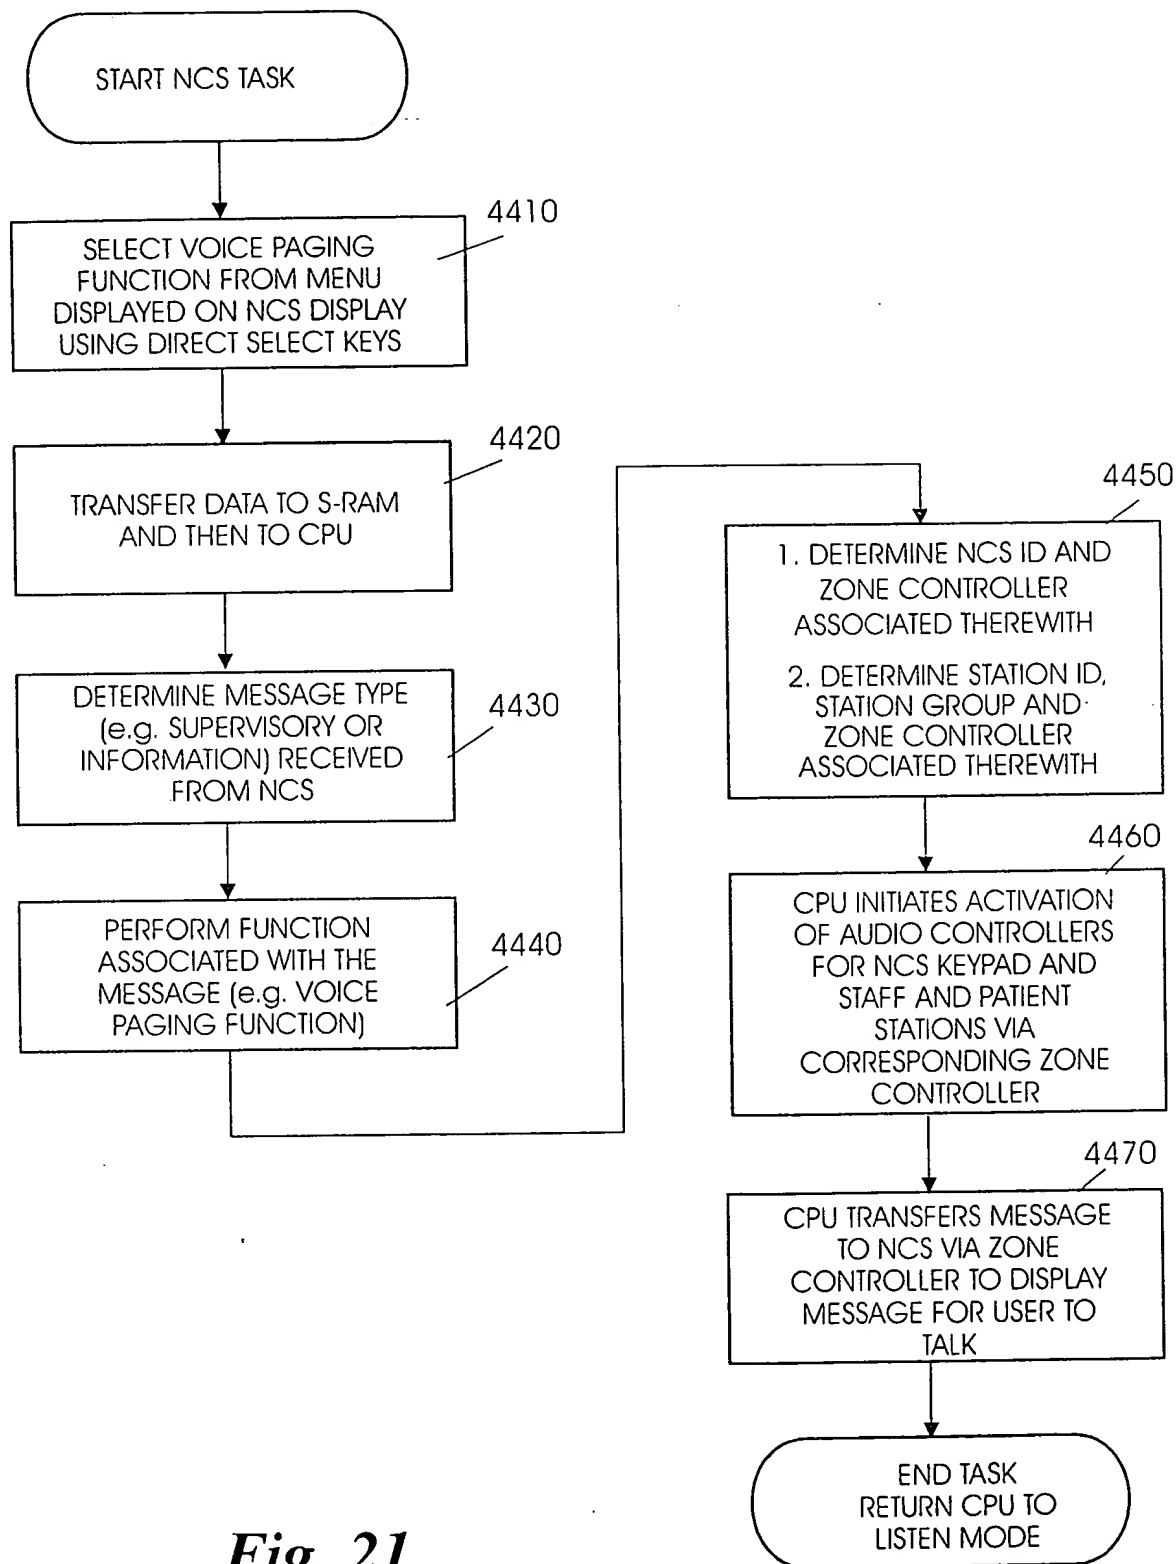 START NCS TASK
4410
SELECT VOICE PAGING
FUNCTION FROM MENU
DISPLAYED ON NCS DISPLAY
USING DIRECT SELECT KEYS
4420
TRANSFER DATA TO S-RAM
AND THEN TO CPU
4430
DETERMINE MESSAGE TYPE
(e.g. SUPERVISORY OR
INFORMATION) RECEIVED
FROM NCS
4440
PERFORM FUNCTION
ASSOCIATED WITH THE
MESSAGE (e.g. VOICE
PAGING FUNCTION)
4450
1. DETERMINE NCS ID AND
ZONE CONTROLLER
ASSOCIATED THEREWITH
2. DETERMINE STATION ID,
STATION GROUP AND
ZONE CONTROLLER
ASSOCIATED THEREWITH
4460
CPU INITIATES ACTIVATION
OF AUDIO CONTROLLERS
FOR NCS KEYPAD AND
STAFF AND PATIENT
STATIONS VIA
CORRESPONDING ZONE
CONTROLLER
4470
CPU TRANSFERS MESSAGE
TO NCS VIA ZONE
CONTROLLER TO DISPLAY
MESSAGE FOR USER TO
TALK
END TASK
RETURN CPU TO
LISTEN MODE
Fig. 21